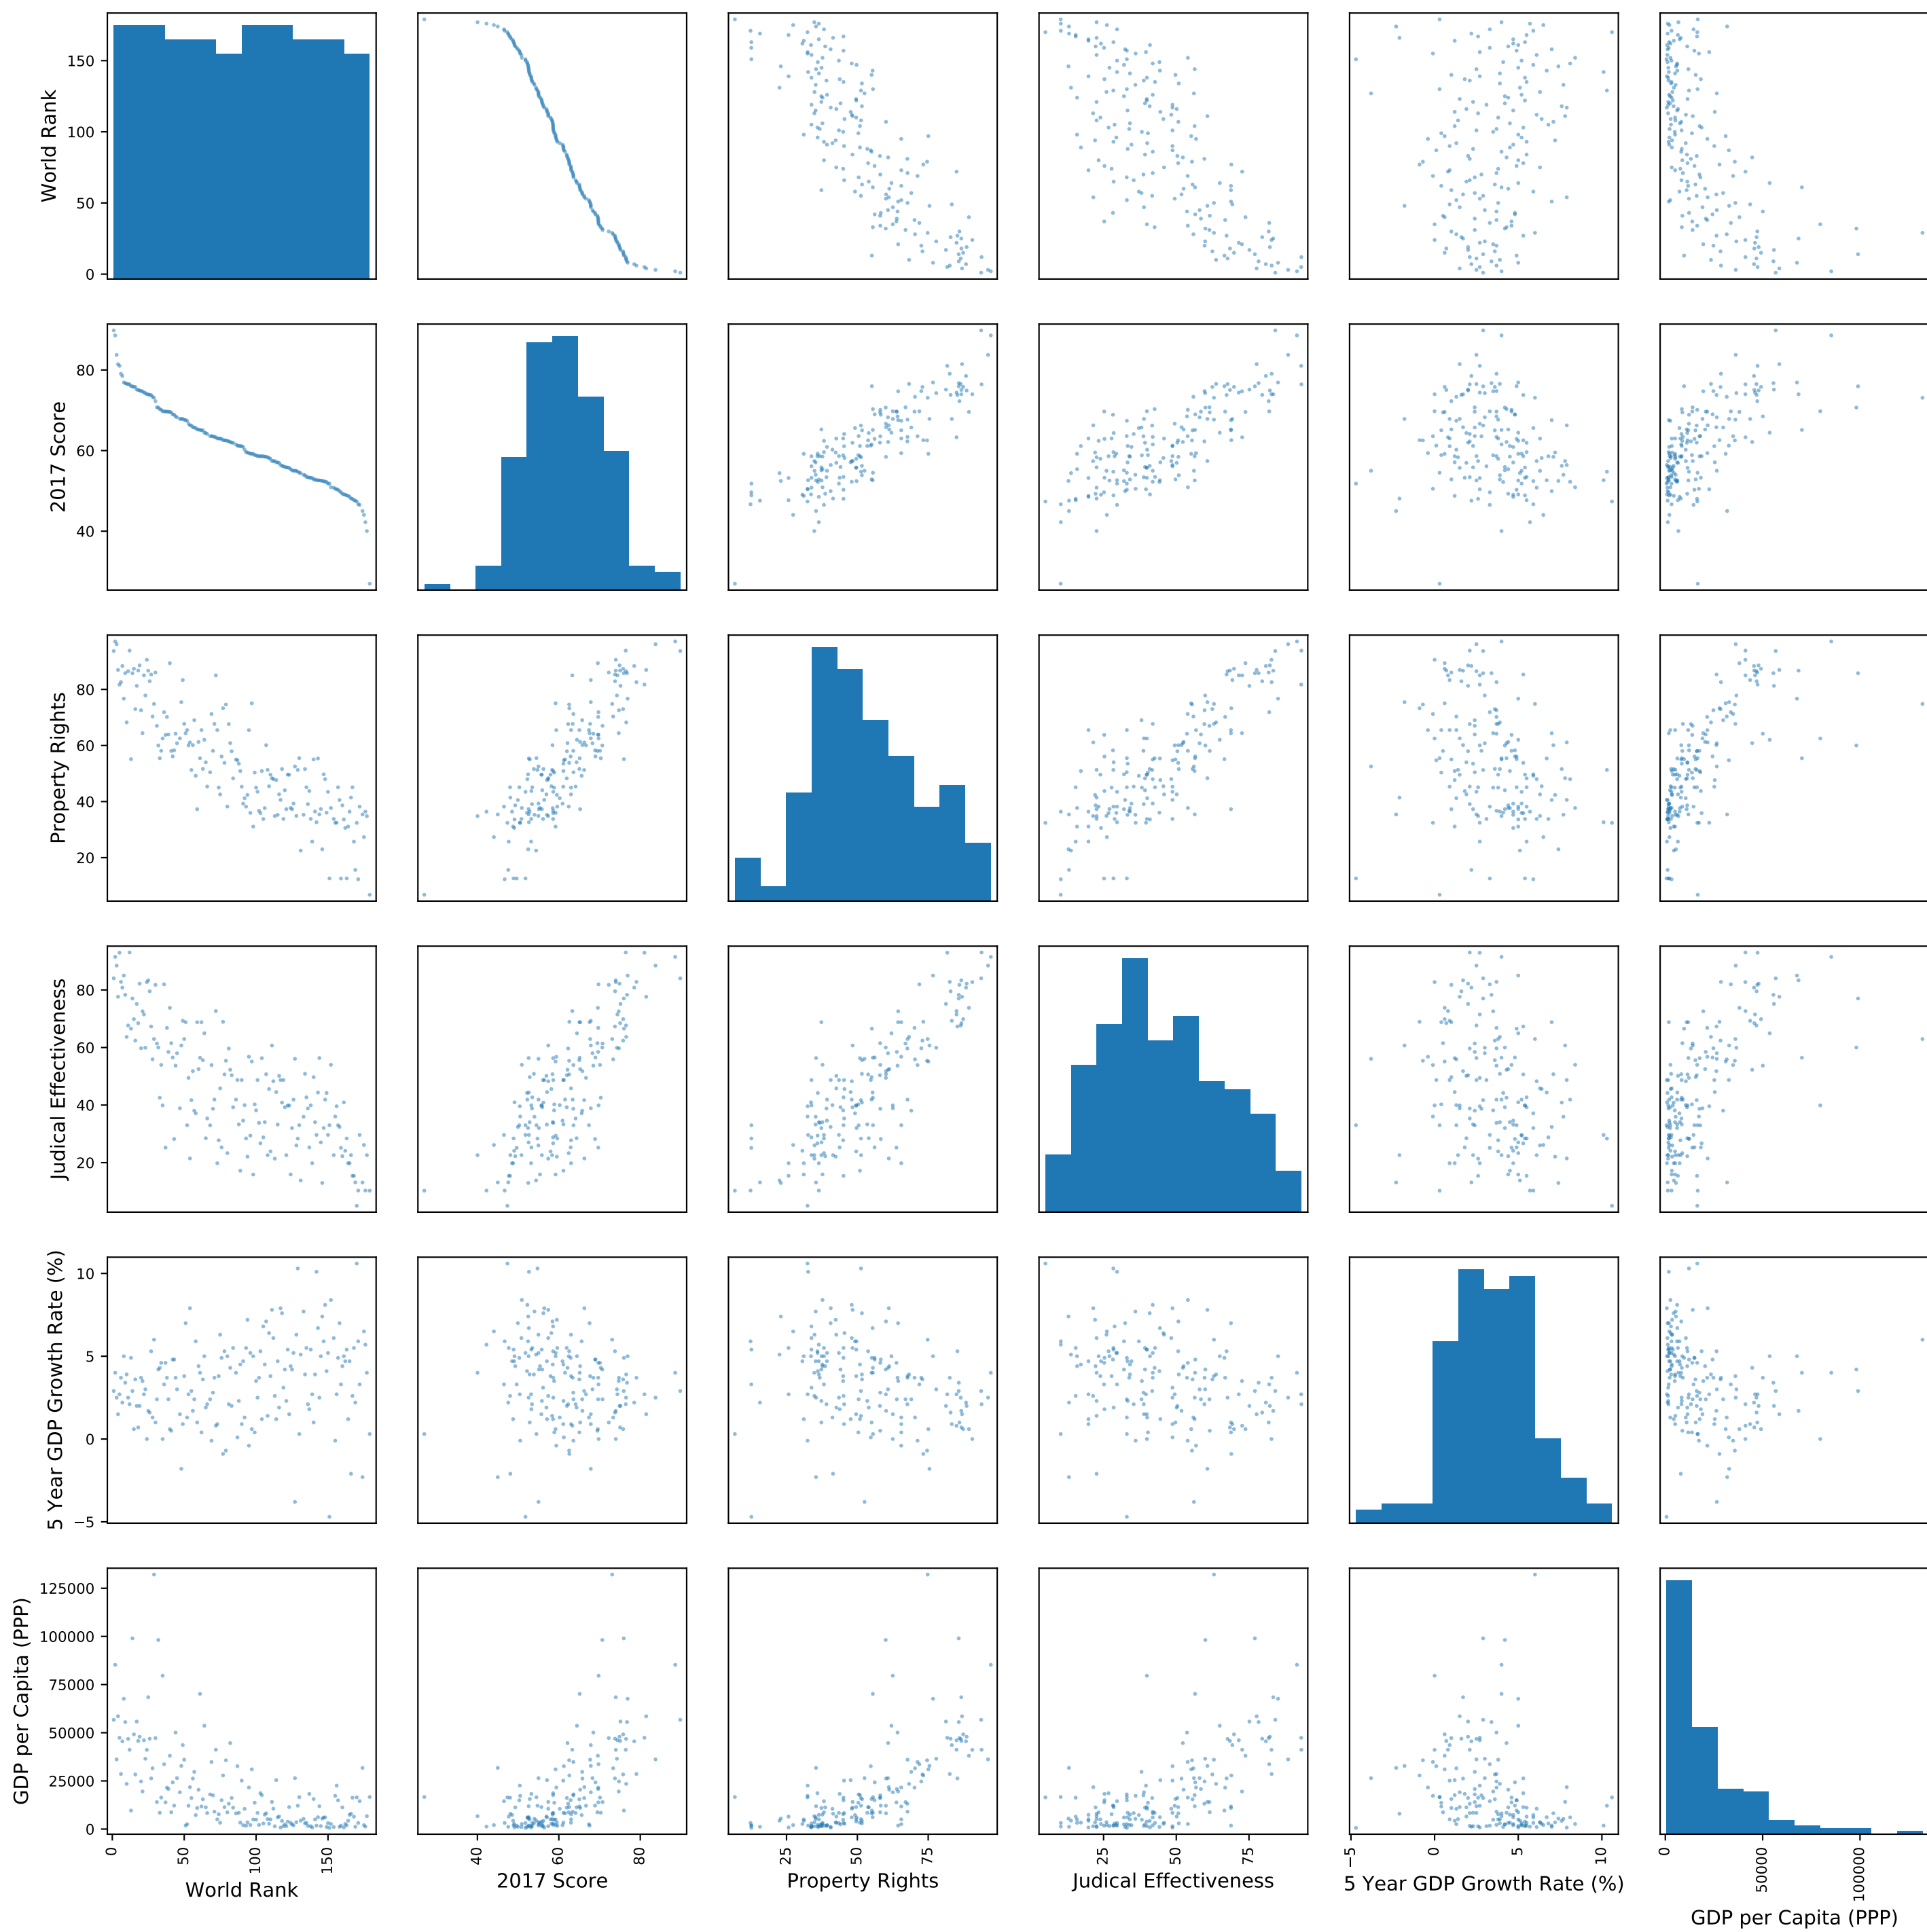 150
100
50
0
World Rank
80
60
40
2017 Score
80
60
40
20
Property Rights
80
60
40
20
Judical Effectiveness
10
5
0
−5
5 Year GDP Growth Rate (%)
125000
100000
75000
50000
25000
0
GDP per Capita (PPP)
0 50 100 150
World Rank
40 60 80
2017 Score
25 50 75
Property Rights
25 50 75
Judical Effectiveness
−5 0 5 10
5 Year GDP Growth Rate (%)
0 50000 100000
GDP per Capita (PPP)